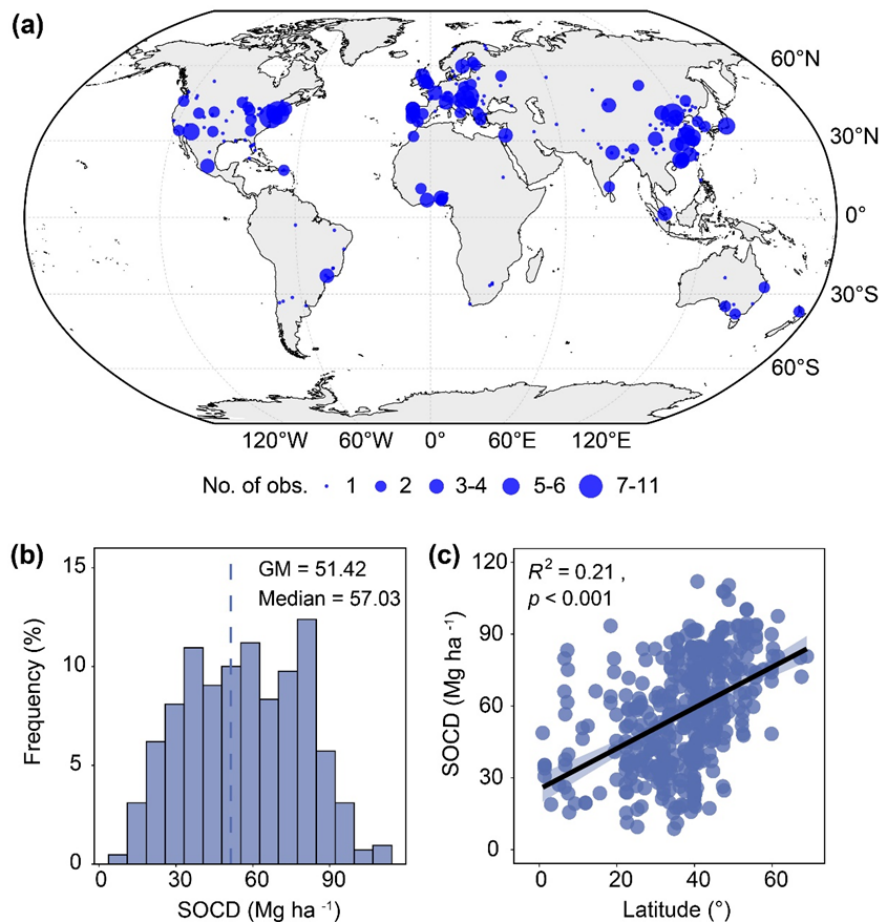 (a)
60°N
30°N
0°
30°S
60°S
120°W 60°W 0° 60°E 120°E
No. of obs. 1 2 3-4 5-6 7-11
(b)
15
10
5
0
Frequency (%)
GM = 51.42
Median = 57.03
0 30 60 90
SOCD (Mg ha⁻¹)
(c)
120
90
60
30
0
SOCD (Mg ha⁻¹)
R² = 0.21 ,
p < 0.001
0 20 40 60
Latitude (°)